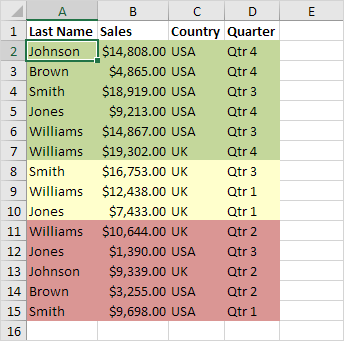 A B C D E
1 Last Name Sales Country Quarter
2 Johnson $14,808.00 USA Qtr 4
3 Brown $4,865.00 USA Qtr 4
4 Smith $18,919.00 USA Qtr 3
5 Jones $9,213.00 USA Qtr 4
6 Williams $14,867.00 USA Qtr 3
7 Williams $19,302.00 UK Qtr 4
8 Smith $16,753.00 UK Qtr 3
9 Williams $12,438.00 UK Qtr 1
10 Jones $7,433.00 UK Qtr 1
11 Williams $10,644.00 UK Qtr 2
12 Jones $1,390.00 USA Qtr 3
13 Johnson $9,339.00 UK Qtr 2
14 Brown $3,255.00 USA Qtr 2
15 Smith $9,698.00 USA Qtr 1
16